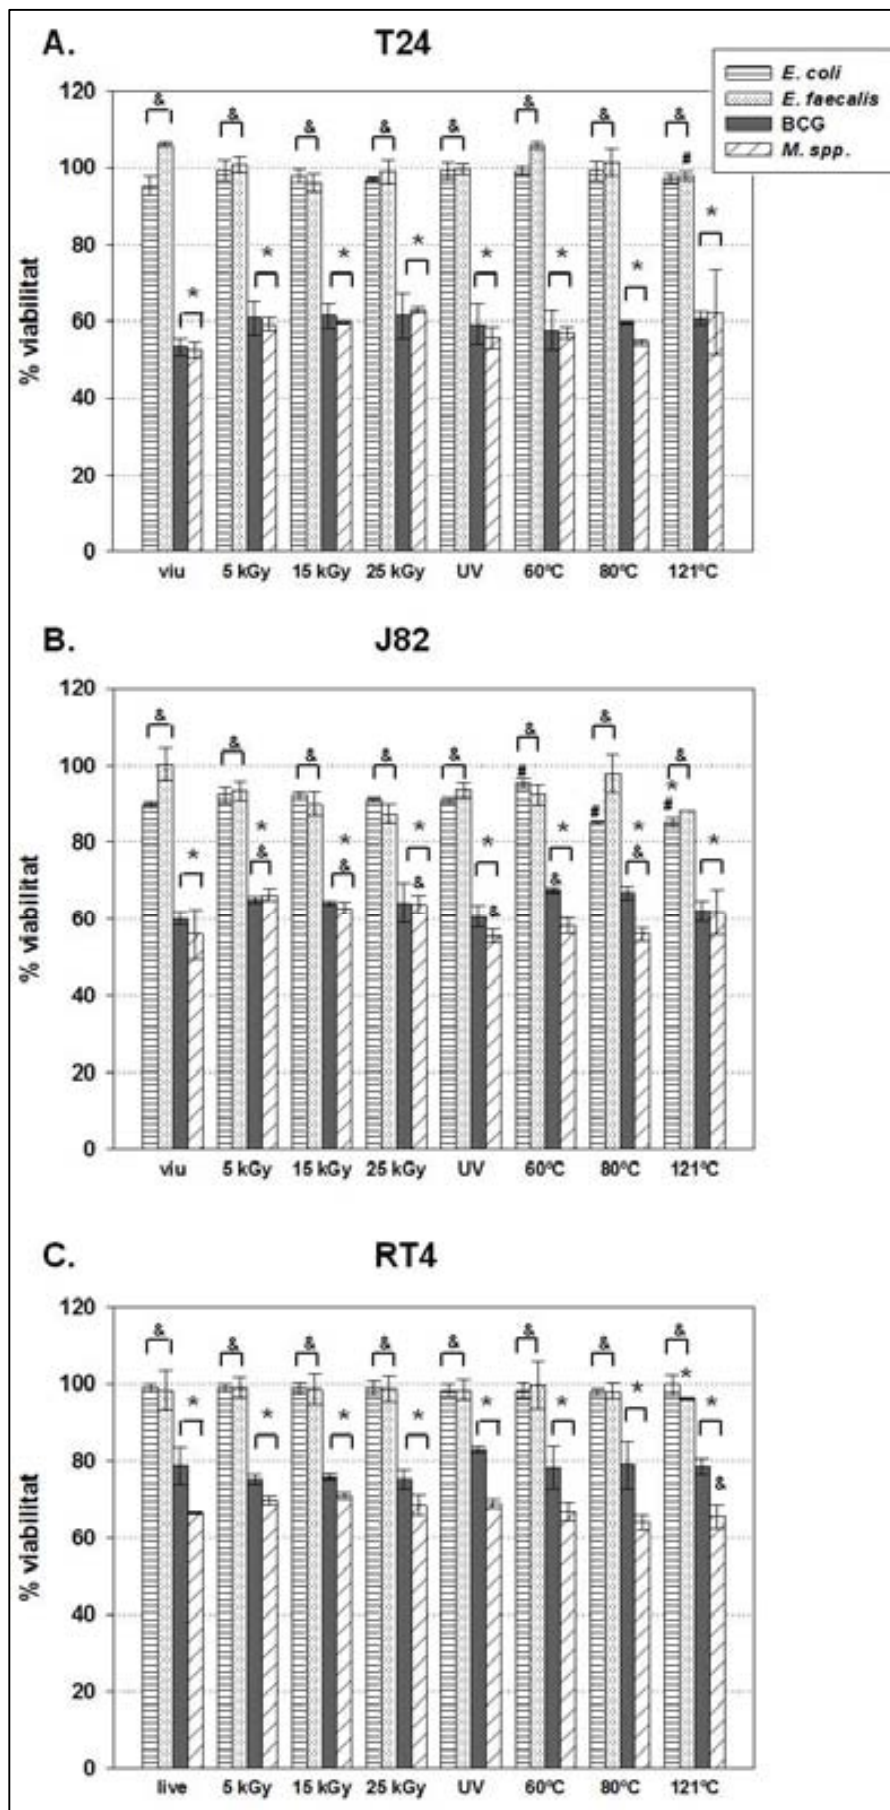 A. T24
E. coli
E. faecalis
BCG
M. spp.
% viabilitat
120
100
80
60
40
20
0
& & & & & & & &
#
* * * * * * * *
viu 5 kGy 15 kGy 25 kGy UV 60ºC 80ºC 121ºC
B. J82
% viabilitat
120
100
80
60
40
20
0
& & & & & & & &
# # * #
* * * * * * * *
& & & & & &
viu 5 kGy 15 kGy 25 kGy UV 60ºC 80ºC 121ºC
C. RT4
% viabilitat
120
100
80
60
40
20
0
& & & & & & & &
*
* * * * * * * *
&
live 5 kGy 15 kGy 25 kGy UV 60ºC 80ºC 121ºC